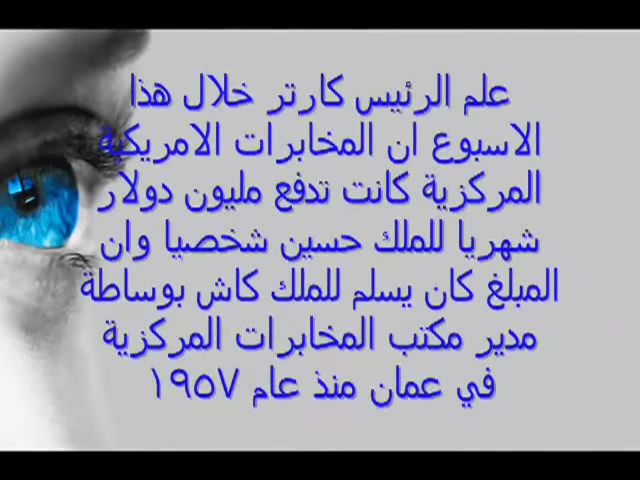 علم الرئيس كارتر خلال هذا
الاسبوع ان المخابرات الامريكية
المركزية كانت تدفع مليون دولار
شهريا للملك حسين شخصيا وان
المبلغ كان يسلم للملك كاش بوساطة
مدير مكتب المخابرات المركزية
في عمان منذ عام ١٩٥٧